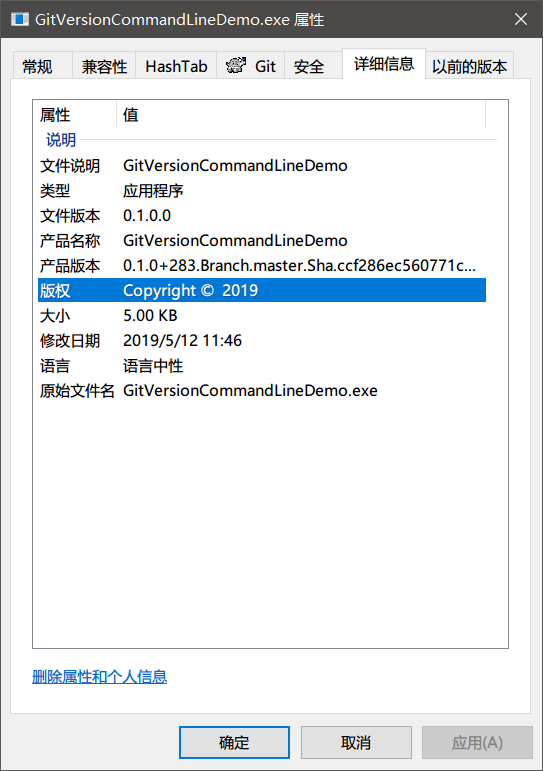 GitVersionCommandLineDemo.exe 属性
常规 兼容性 HashTab Git 安全 详细信息 以前的版本
属性 值
说明
文件说明 GitVersionCommandLineDemo
类型 应用程序
文件版本 0.1.0.0
产品名称 GitVersionCommandLineDemo
产品版本 0.1.0+283.Branch.master.Sha.ccf286ec560771c...
版权 Copyright © 2019
大小 5.00 KB
修改日期 2019/5/12 11:46
语言 语言中性
原始文件名 GitVersionCommandLineDemo.exe
删除属性和个人信息
确定 取消 应用(A)